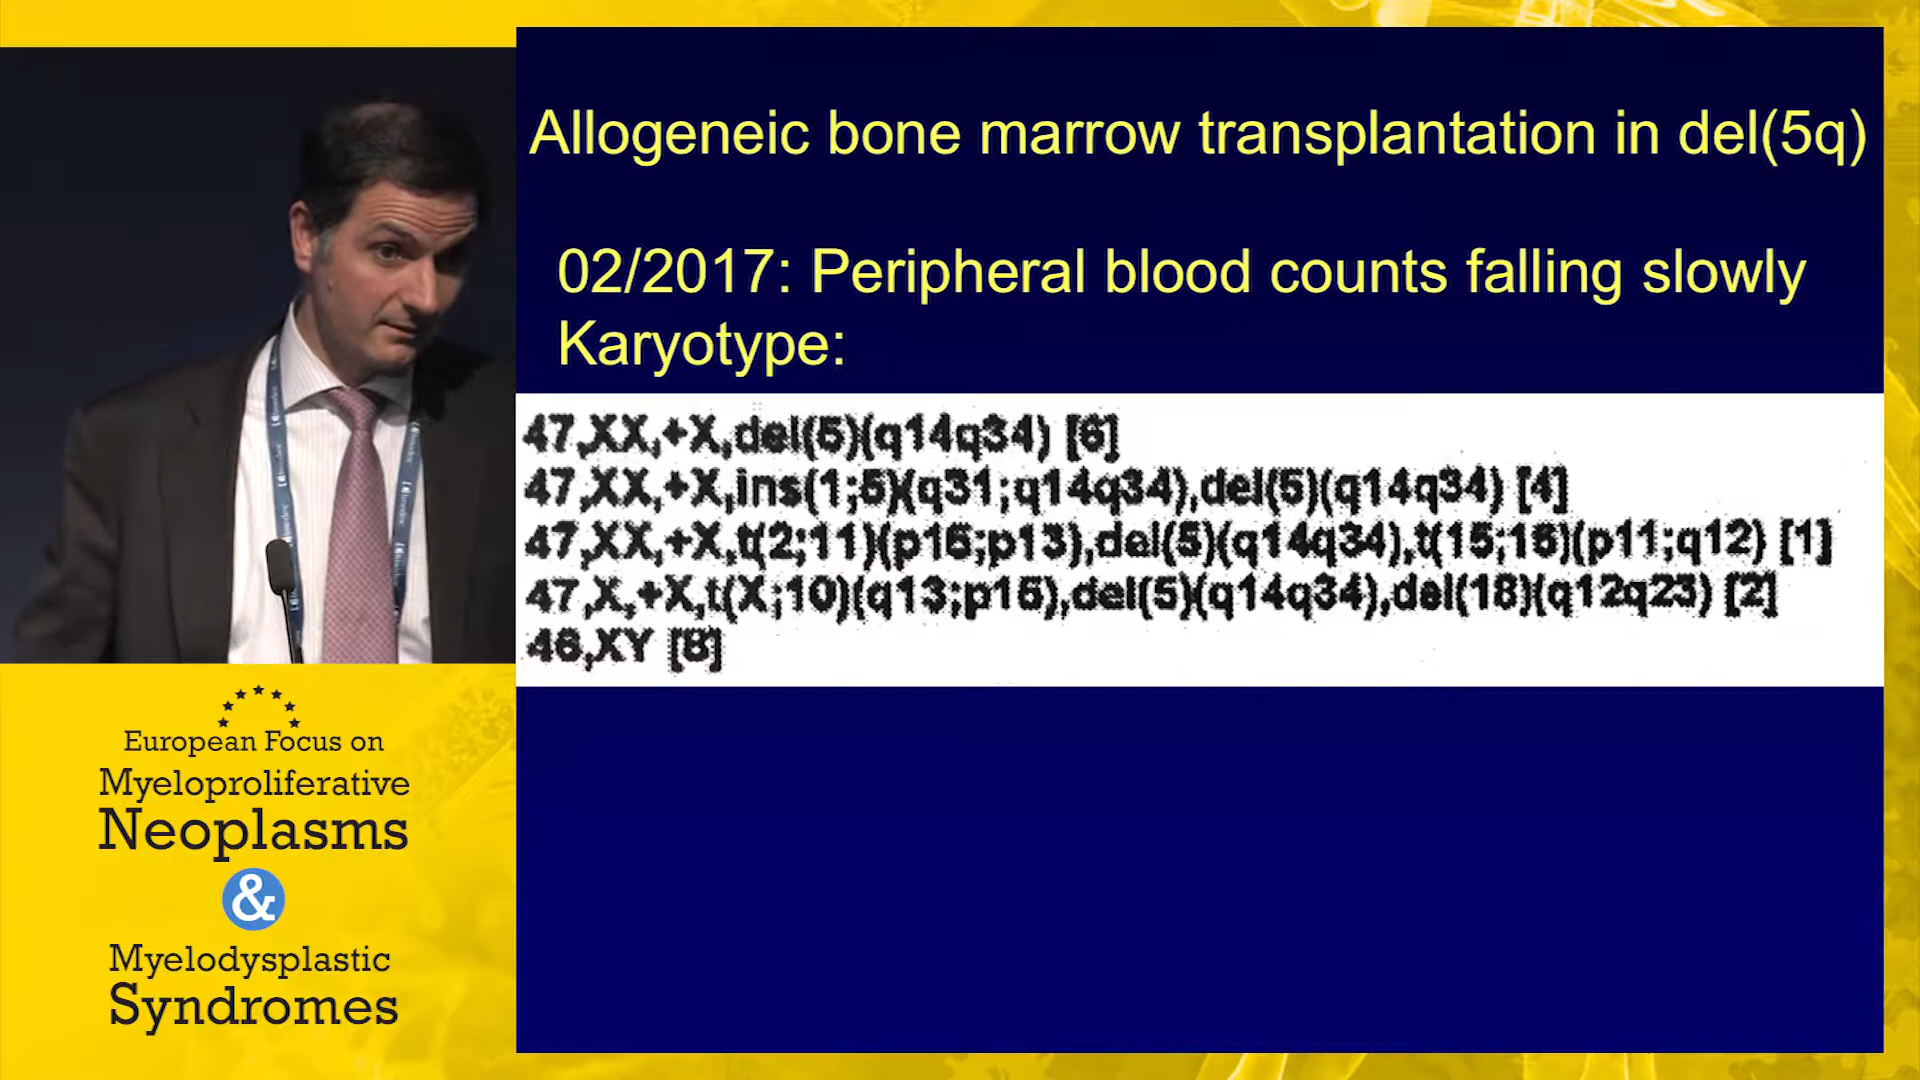 Allogeneic bone marrow transplantation in del(5q)
02/2017: Peripheral blood counts falling slowly
Karyotype:
47,XX,+X,del(5)(q14q34) [6]
47,XX,+X,ins(1;5)(q31;q14q34),del(5)(q14q34) [4]
47,XX,+X,t(2;11)(p16;p13),del(5)(q14q34),t(15;16)(p11;q12) [1]
47,X,+X,t(X;10)(q13;p15),del(5)(q14q34),del(18)(q12q23) [2]
46,XY [8]
European Focus on
Myeloproliferative
Neoplasms
&
Myelodysplastic
Syndromes